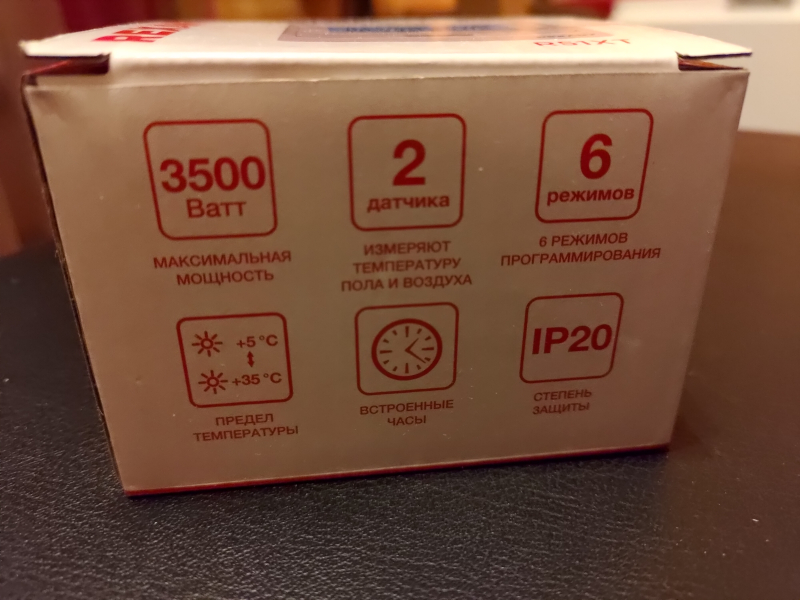 R51XT
3500
Ватт
МАКСИМАЛЬНАЯ
МОЩНОСТЬ
2
датчика
ИЗМЕРЯЮТ
ТЕМПЕРАТУРУ
ПОЛА И ВОЗДУХА
6
режимов
6 РЕЖИМОВ
ПРОГРАММИРОВАНИЯ
+5 °C
+35 °C
ПРЕДЕЛ
ТЕМПЕРАТУРЫ
ВСТРОЕННЫЕ
ЧАСЫ
IP20
СТЕПЕНЬ
ЗАЩИТЫ